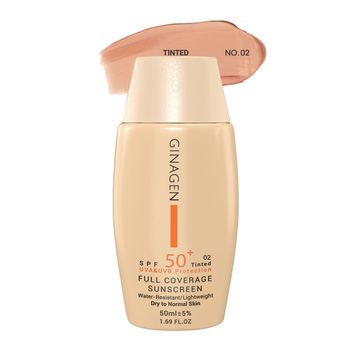 TINTED NO.02
GINAGEN
SPF 50+ 02 Tinted
UVA&UVB Protection
FULL COVERAGE
SUNSCREEN
Water-Resistant/Lightweight
Dry to Normal Skin
50ml±5%
1.69 FL.OZ